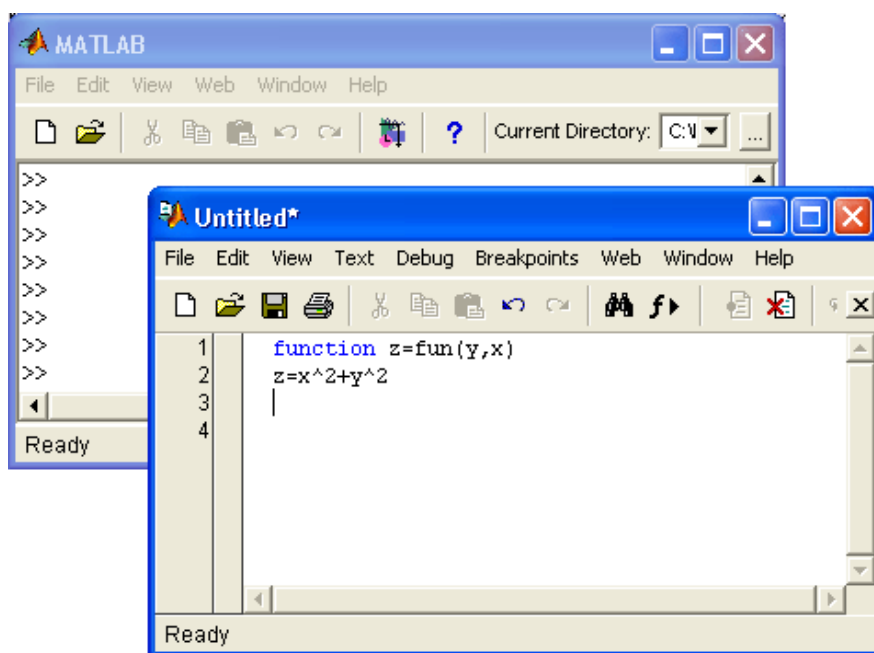 MATLAB
File Edit View Web Window Help
? Current Directory: C:\ ...
>>
>>
>>
>>
>>
>>
>>
>>
Ready
Untitled*
File Edit View Text Debug Breakpoints Web Window Help
1 function z=fun(y,x)
2 z=x^2+y^2
3
4
Ready